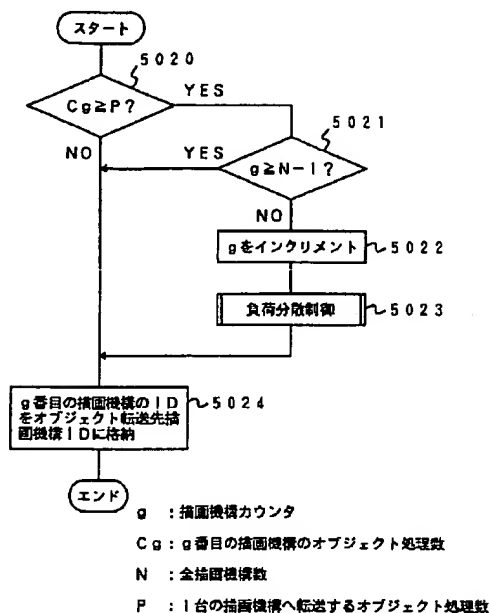 スタート
5020
Cg≧P?
YES
5021
NO
YES
g≧N-1?
NO
gをインクリメント
5022
負荷分散制御
5023
g番目の描画機構のID
をオブジェクト転送先描
画機構IDに格納
5024
エンド
g :描画機構カウンタ
Cg:g番目の描画機構のオブジェクト処理数
N :全描画機構数
P :1台の描画機構へ転送するオブジェクト処理数